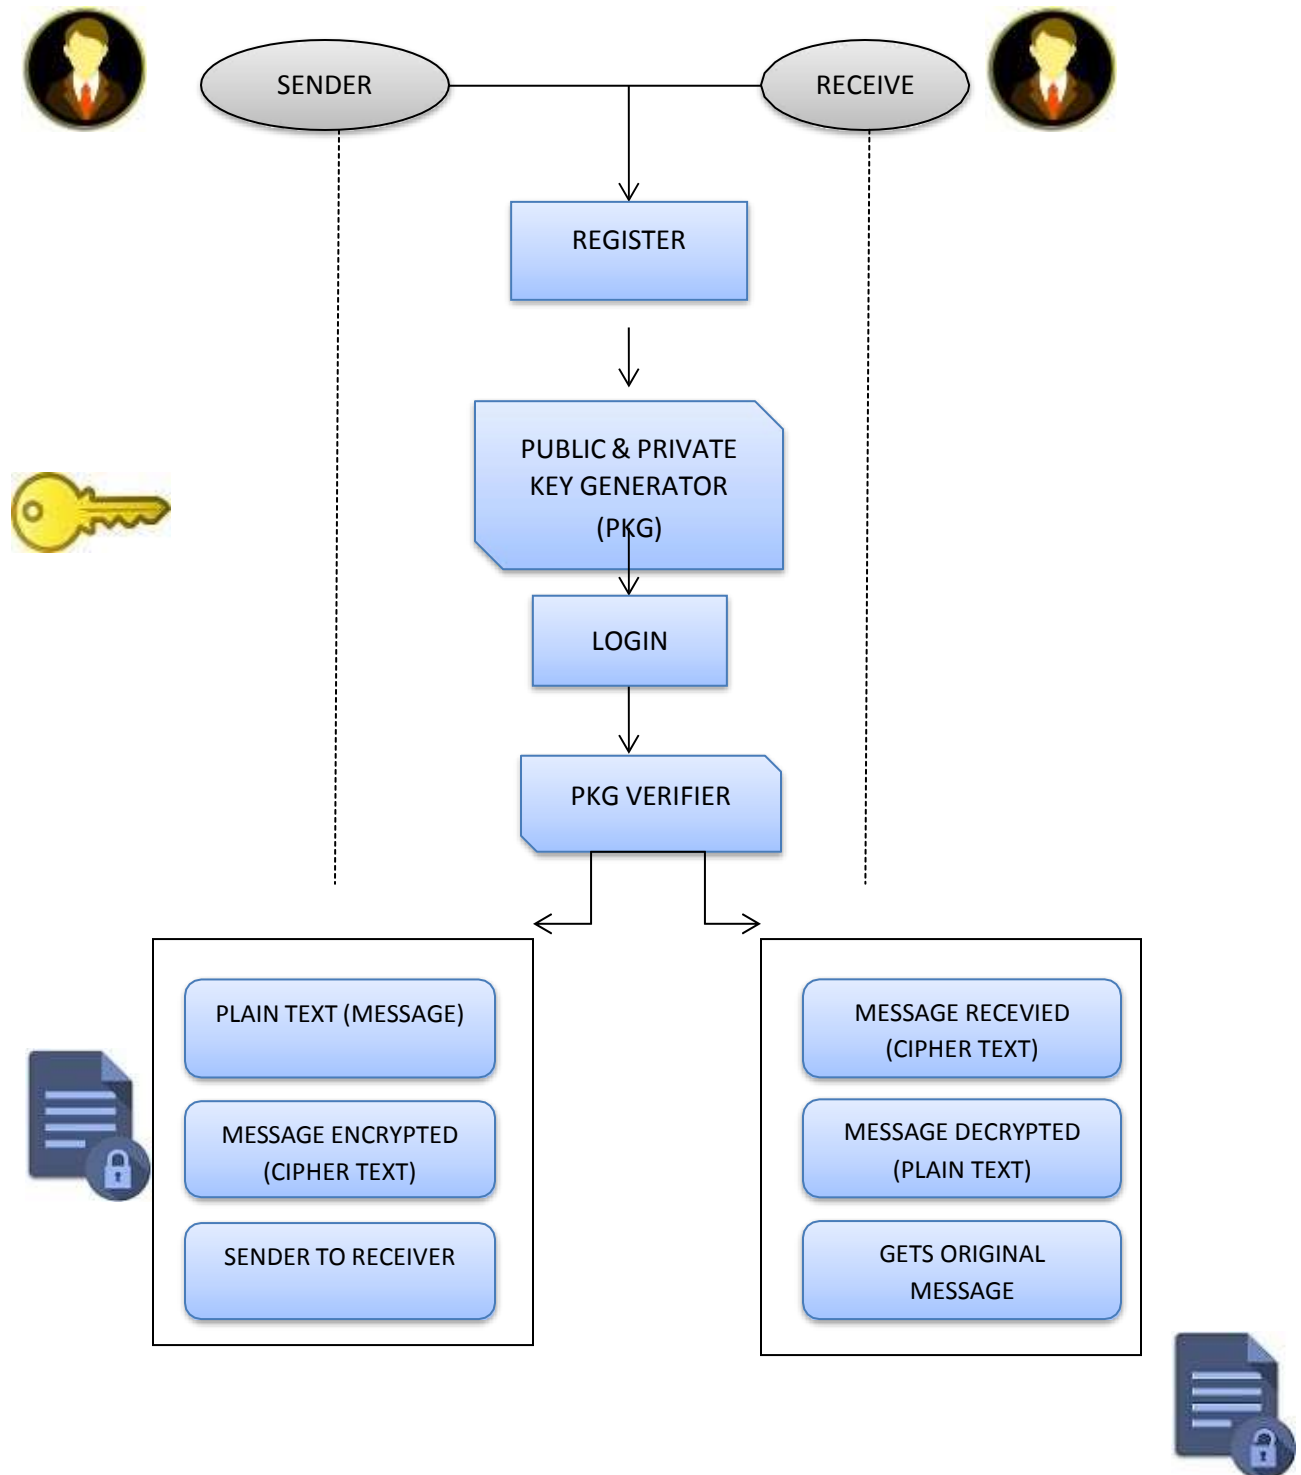 SENDER
RECEIVE
REGISTER
PUBLIC & PRIVATE
KEY GENERATOR
(PKG)
LOGIN
PKG VERIFIER
PLAIN TEXT (MESSAGE)
MESSAGE ENCRYPTED
(CIPHER TEXT)
SENDER TO RECEIVER
MESSAGE RECEVIED
(CIPHER TEXT)
MESSAGE DECRYPTED
(PLAIN TEXT)
GETS ORIGINAL
MESSAGE